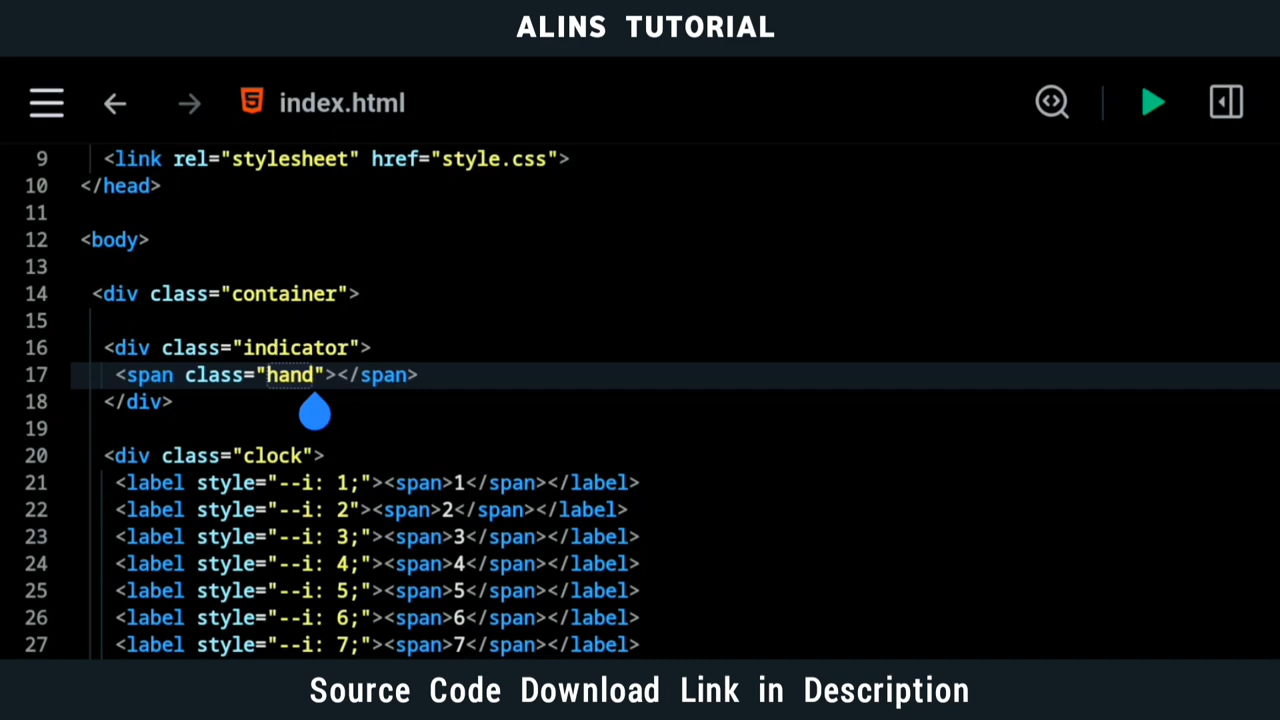 ALINS TUTORIAL
index.html
9 <link rel="stylesheet" href="style.css">
10 </head>
11
12 <body>
13
14 <div class="container">
15
16 <div class="indicator">
17 <span class="hand"></span>
18 </div>
19
20 <div class="clock">
21 <label style="--i: 1;"><span>1</span></label>
22 <label style="--i: 2"><span>2</span></label>
23 <label style="--i: 3;"><span>3</span></label>
24 <label style="--i: 4;"><span>4</span></label>
25 <label style="--i: 5;"><span>5</span></label>
26 <label style="--i: 6;"><span>6</span></label>
27 <label style="--i: 7;"><span>7</span></label>
Source Code Download Link in Description